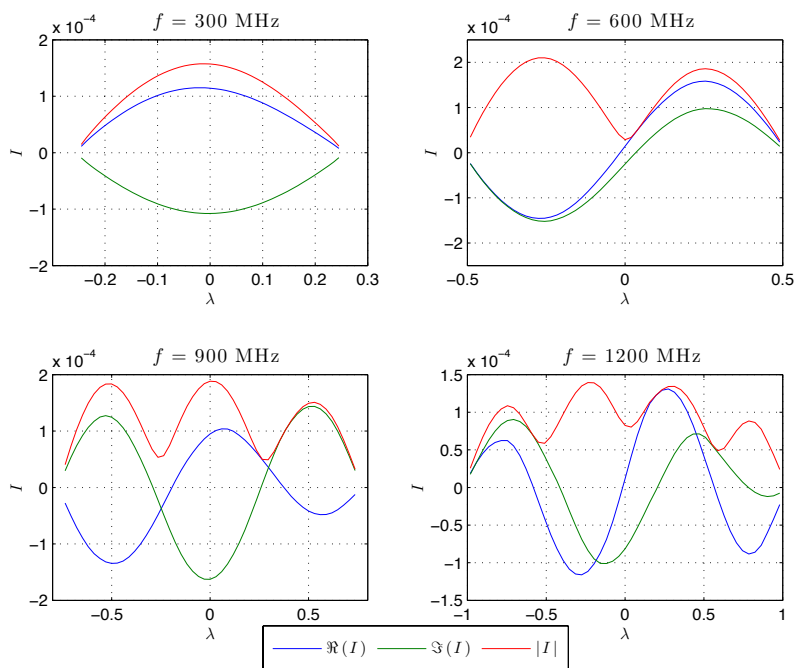 f = 300 MHz
x 10⁻⁴
2
1
0
−1
−2
I
−0.2 −0.1 0 0.1 0.2 0.3
λ
f = 600 MHz
x 10⁻⁴
2
1
0
−1
−2
I
−0.5 0 0.5
λ
f = 900 MHz
x 10⁻⁴
2
1
0
−1
−2
I
−0.5 0 0.5
λ
f = 1200 MHz
x 10⁻⁴
1.5
1
0.5
0
−0.5
−1
−1.5
I
−1 −0.5 0 0.5 1
λ
ℜ(I) ℑ(I) |I|